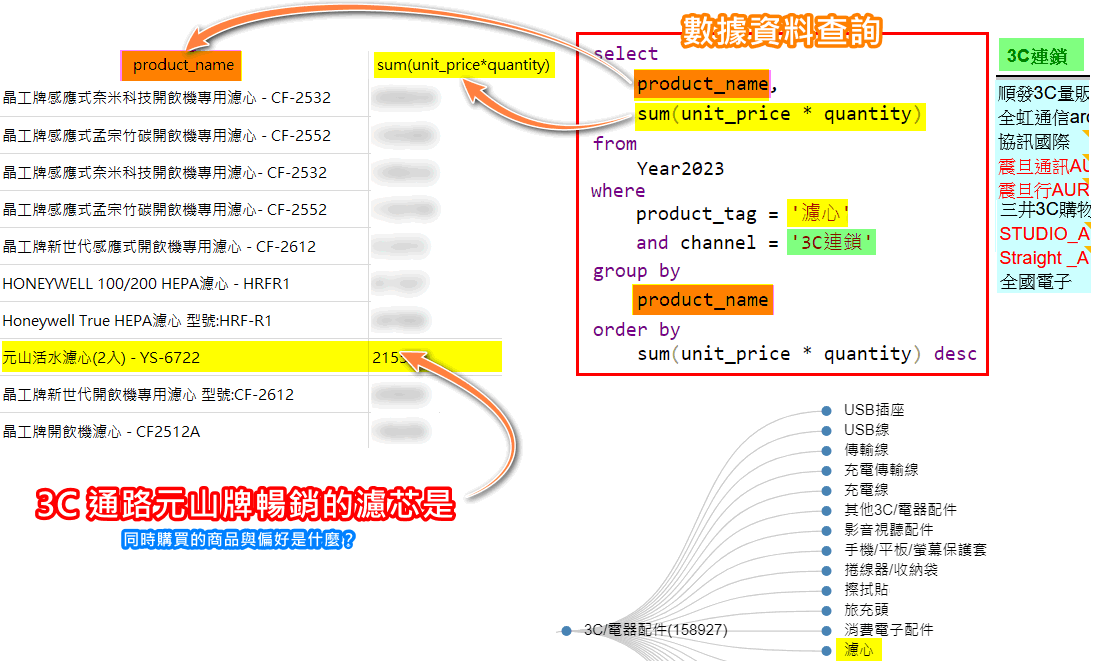 數據資料查詢
product_name
sum(unit_price*quantity)
晶工牌感應式奈米科技開飲機專用濾心 - CF-2532
晶工牌感應式孟宗竹碳開飲機專用濾心 - CF-2552
晶工牌感應式奈米科技開飲機專用濾心- CF-2532
晶工牌感應式孟宗竹碳開飲機專用濾心- CF-2552
晶工牌新世代感應式開飲機專用濾心 - CF-2612
HONEYWELL 100/200 HEPA濾心 - HRFR1
Honeywell True HEPA濾心 型號:HRF-R1
元山活水濾心(2入) - YS-6722
晶工牌新世代開飲機專用濾心 型號:CF-2612
晶工牌開飲機濾心 - CF2512A
select
product_name,
sum(unit_price * quantity)
from
Year2023
where
product_tag = '濾心'
and channel = '3C連鎖'
group by
product_name
order by
sum(unit_price * quantity) desc
3C連鎖
順發3C量販
全虹通信
協訊國際
震旦通訊
震旦行
三井3C購物
STUDIO_A
Straight _A
全國電子
3C 通路元山牌暢銷的濾芯是
同時購買的商品與偏好是什麼?
3C/電器配件(158927)
USB插座
USB線
傳輸線
充電傳輸線
充電線
其他3C/電器配件
影音視聽配件
手機/平板/螢幕保護套
捲線器/收納袋
擦拭貼
旅充頭
消費電子配件
濾心